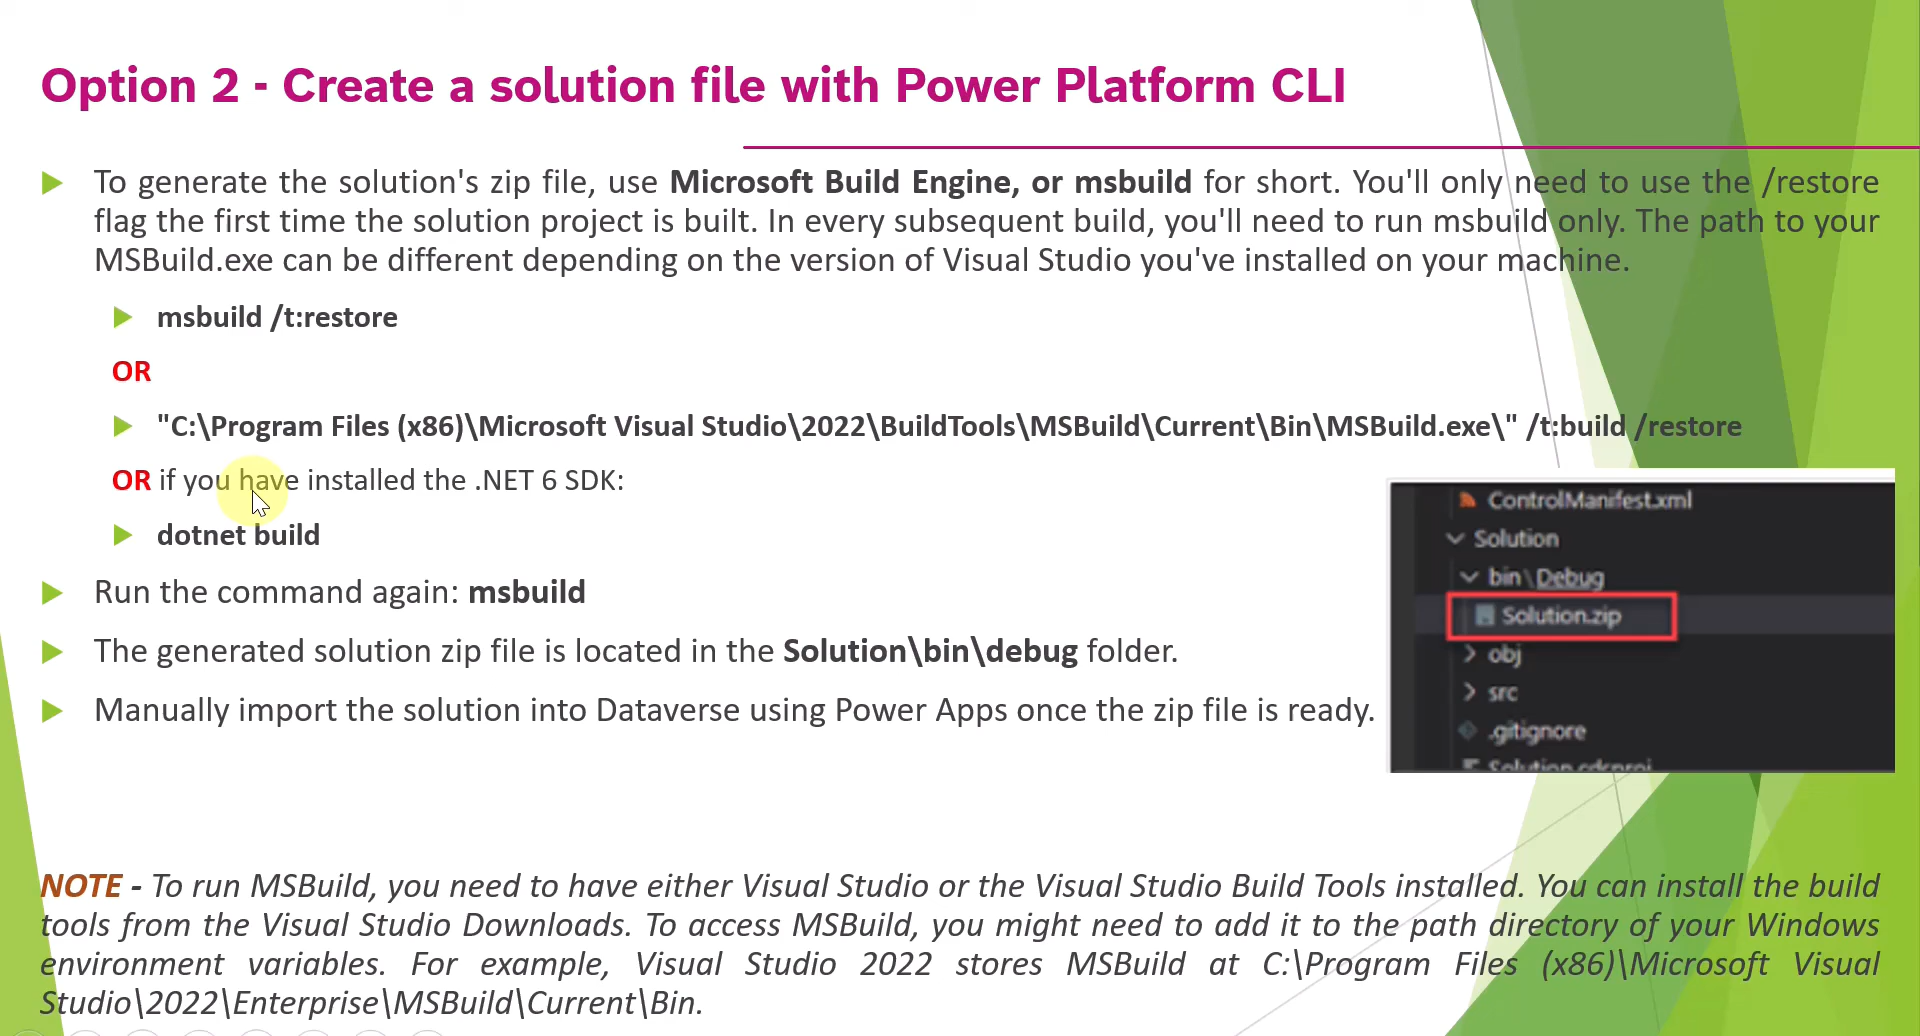 Option 2 - Create a solution file with Power Platform CLI
To generate the solution's zip file, use Microsoft Build Engine, or msbuild for short. You'll only need to use the /restore
flag the first time the solution project is built. In every subsequent build, you'll need to run msbuild only. The path to your
MSBuild.exe can be different depending on the version of Visual Studio you've installed on your machine.
msbuild /t:restore
OR
"C:\Program Files (x86)\Microsoft Visual Studio\2022\BuildTools\MSBuild\Current\Bin\MSBuild.exe\" /t:build /restore
OR if you have installed the .NET 6 SDK:
dotnet build
Run the command again: msbuild
The generated solution zip file is located in the Solution\bin\debug folder.
Manually import the solution into Dataverse using Power Apps once the zip file is ready.
ControlManifest.xml
Solution
bin\Debug
Solution.zip
obj
src
.gitignore
Solution.cdsproj
NOTE - To run MSBuild, you need to have either Visual Studio or the Visual Studio Build Tools installed. You can install the build
tools from the Visual Studio Downloads. To access MSBuild, you might need to add it to the path directory of your Windows
environment variables. For example, Visual Studio 2022 stores MSBuild at C:\Program Files (x86)\Microsoft Visual
Studio\2022\Enterprise\MSBuild\Current\Bin.